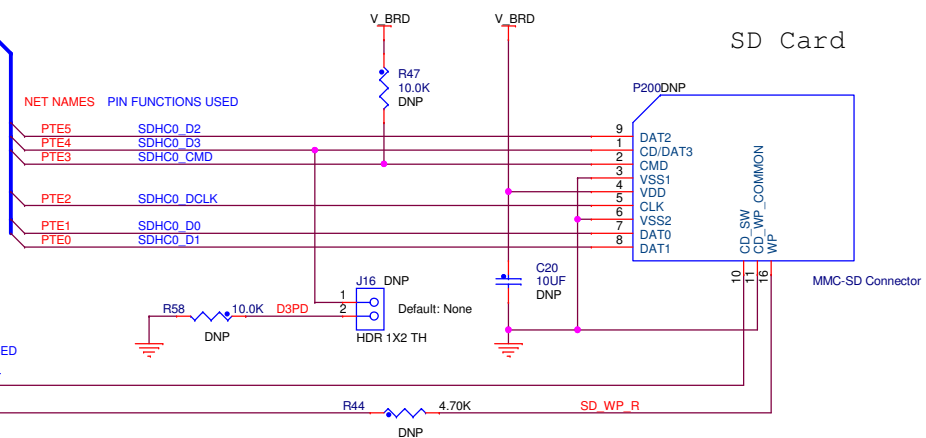 V_BRD V_BRD
SD Card
R47
10.0K
DNP
P200DNP
NET NAMES PIN FUNCTIONS USED
PTE5 SDHC0_D2 9 DAT2
PTE4 SDHC0_D3 1 CD/DAT3
PTE3 SDHC0_CMD 2 CMD
3 VSS1
4 VDD
PTE2 SDHC0_DCLK 5 CLK
6 VSS2
PTE1 SDHC0_D0 7 DAT0
PTE0 SDHC0_D1 8 DAT1
CD_SW
CD_WP_COMMON
WP
10 11 16
MMC-SD Connector
C20
10UF
DNP
J16 DNP
1
2
Default: None
HDR 1X2 TH
R58 10.0K D3PD
DNP
ED
R44 4.70K SD_WP_R
DNP